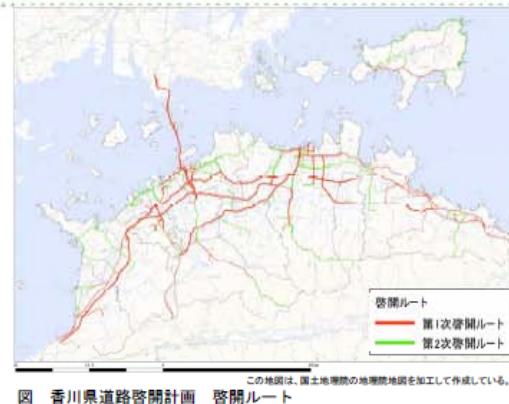 啓開ルート
第1次啓開ルート
第2次啓開ルート
この地図は、国土地理院の地理院地図を加工して作成している。
図 香川県道路啓開計画 啓開ルート